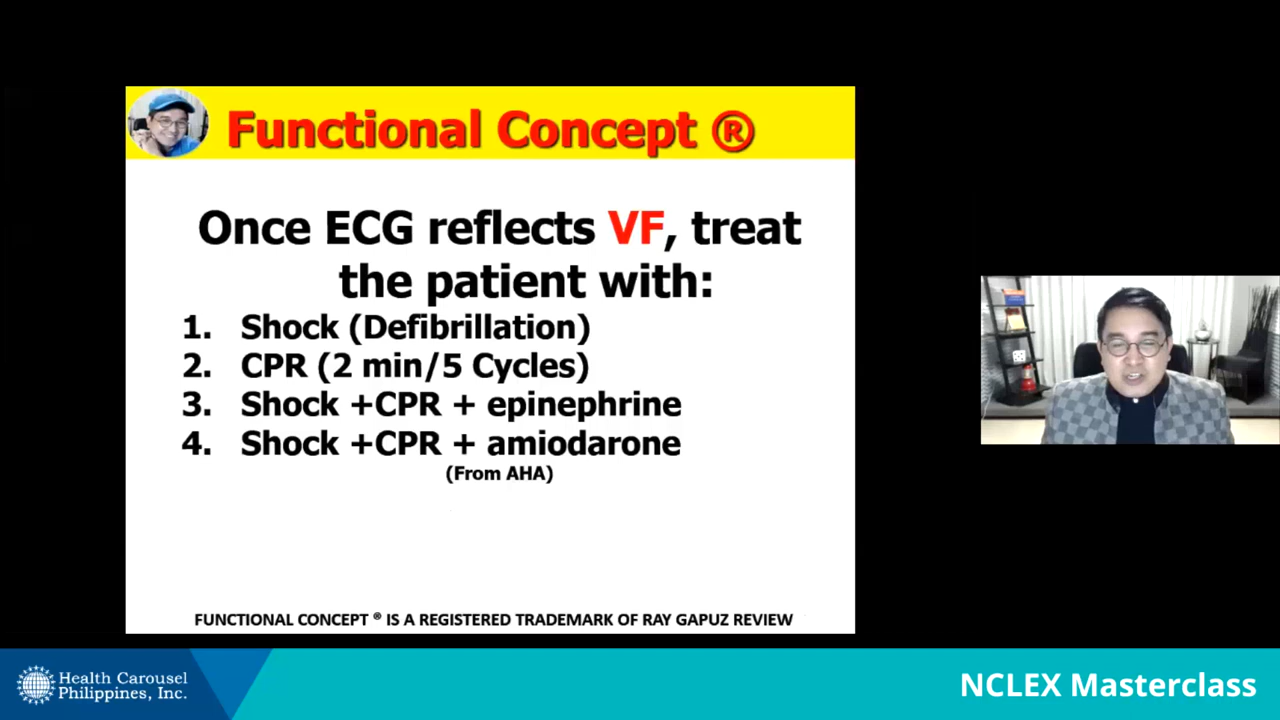 Functional Concept ®
Once ECG reflects VF, treat
the patient with:
1. Shock (Defibrillation)
2. CPR (2 min/5 Cycles)
3. Shock +CPR + epinephrine
4. Shock +CPR + amiodarone
(From AHA)
FUNCTIONAL CONCEPT ® IS A REGISTERED TRADEMARK OF RAY GAPUZ REVIEW
Health Carousel
Philippines, Inc.
NCLEX Masterclass